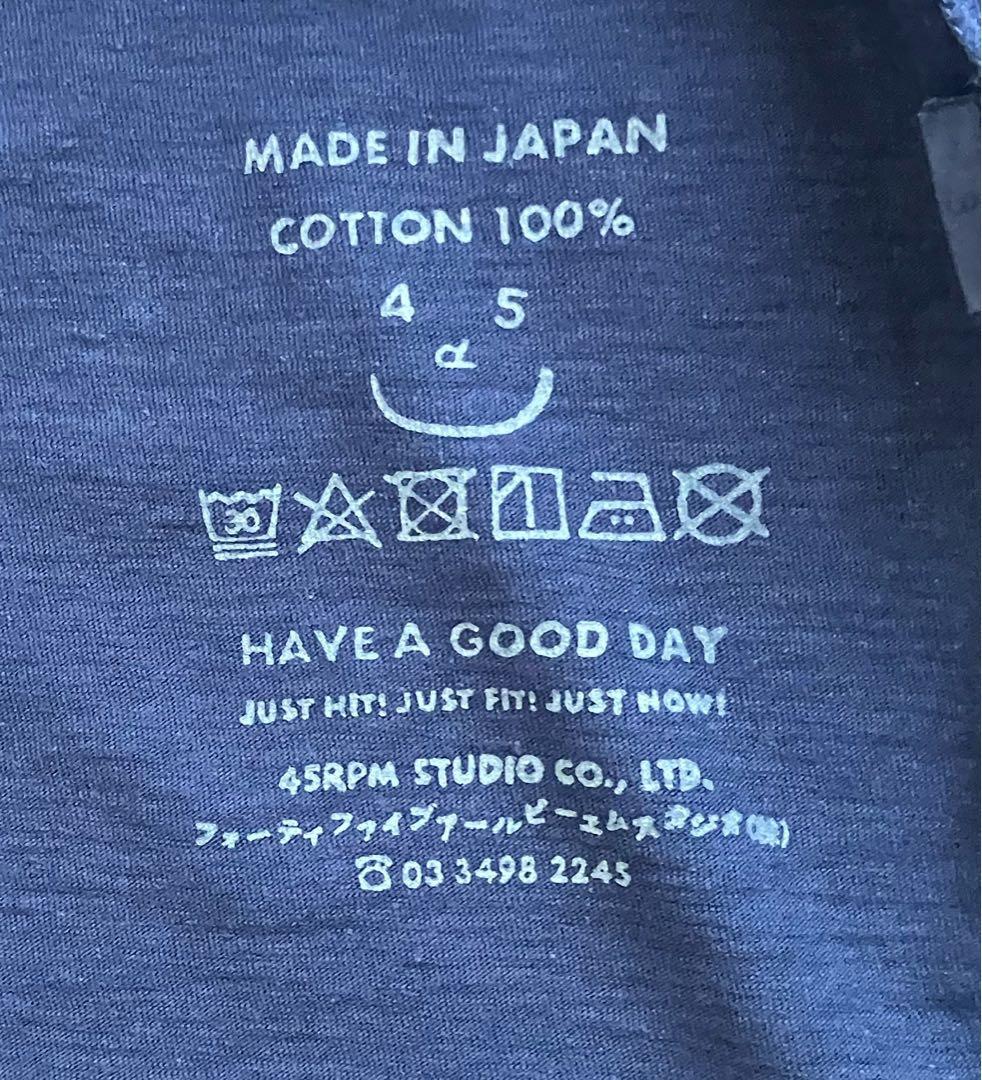 MADE IN JAPAN
COTTON 100%
4 5
R
30
HAVE A GOOD DAY
JUST HIT! JUST FIT! JUST NOW!
45RPM STUDIO CO., LTD.
フォーティファイブアールピーエムスタジオ(株)
☎03 3498 2245